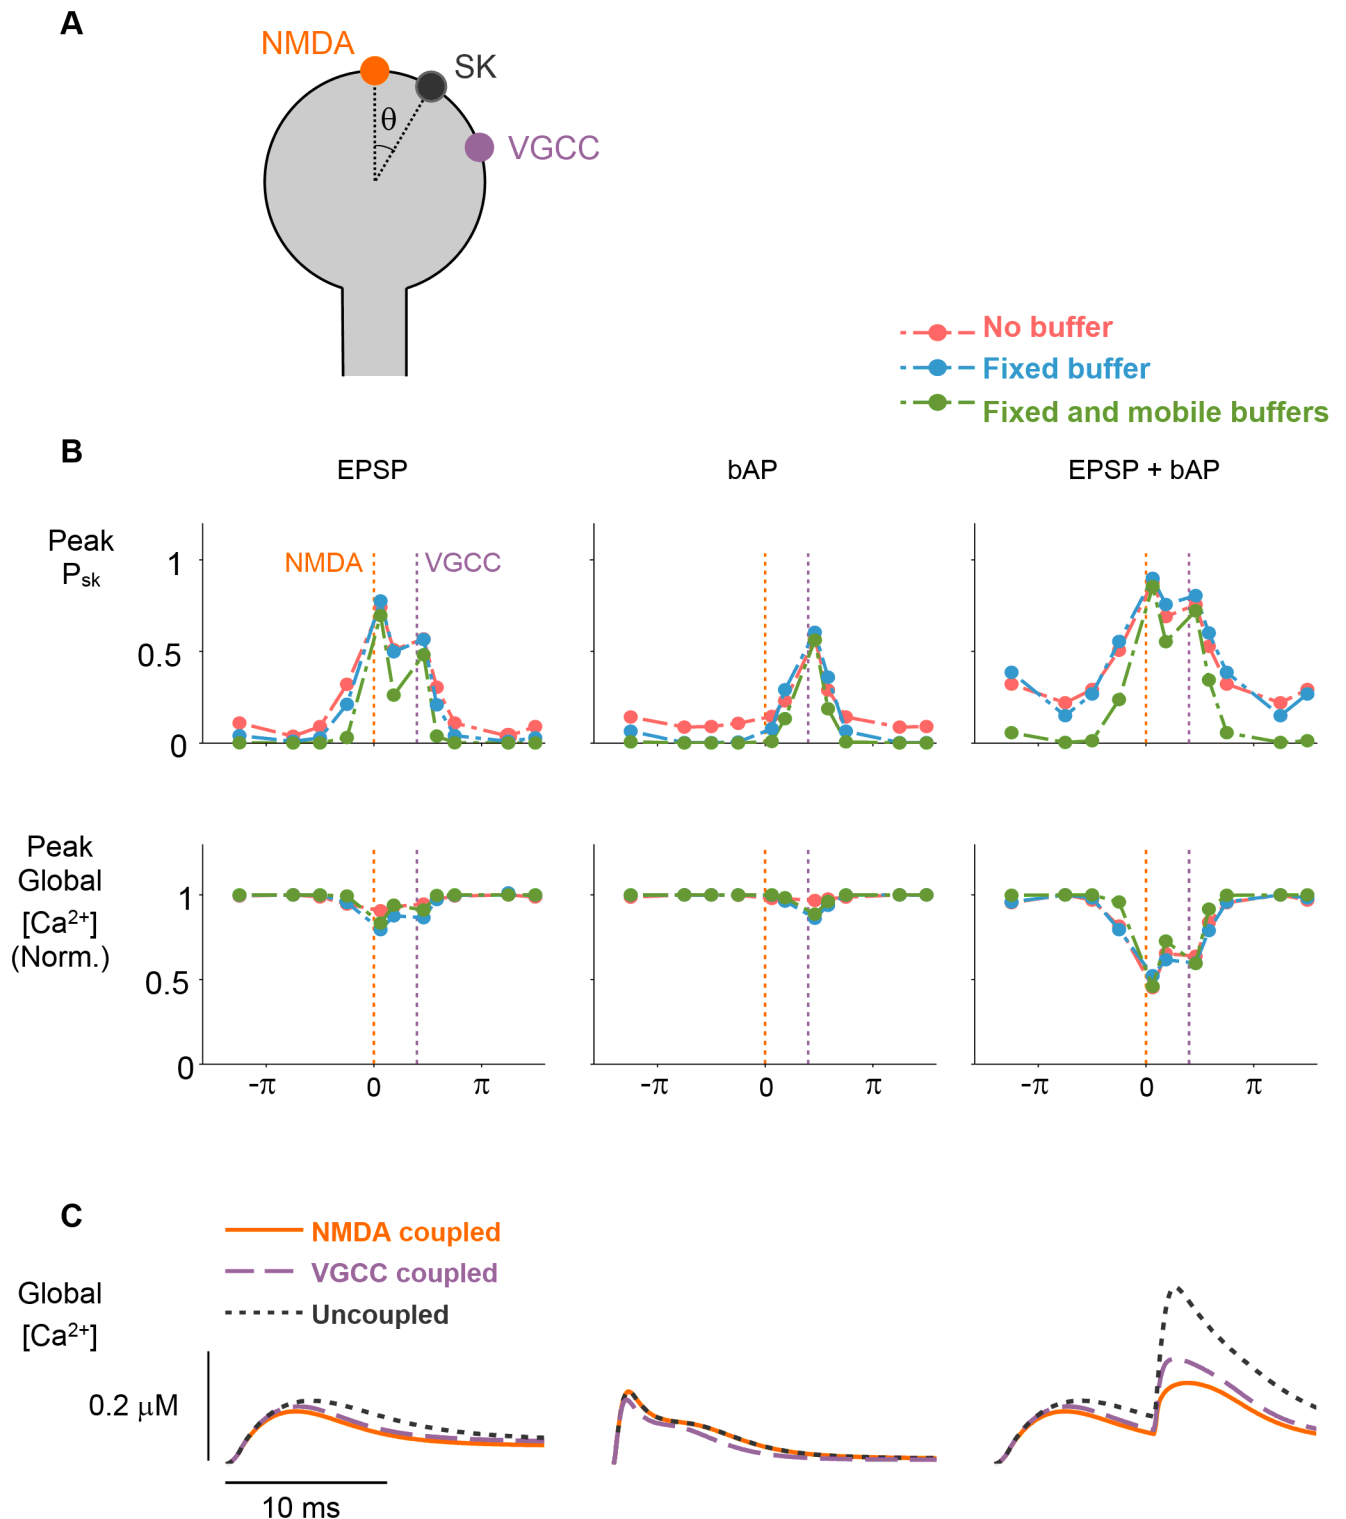 A
NMDA
SK
θ
VGCC
No buffer
Fixed buffer
Fixed and mobile buffers
B
EPSP
bAP
EPSP + bAP
Peak
Psk
NMDA
VGCC
1
0.5
0
Peak
Global
[Ca2+]
(Norm.)
1
0.5
0
-π 0 π
-π 0 π
-π 0 π
C
NMDA coupled
VGCC coupled
Uncoupled
Global
[Ca2+]
0.2 μM
10 ms